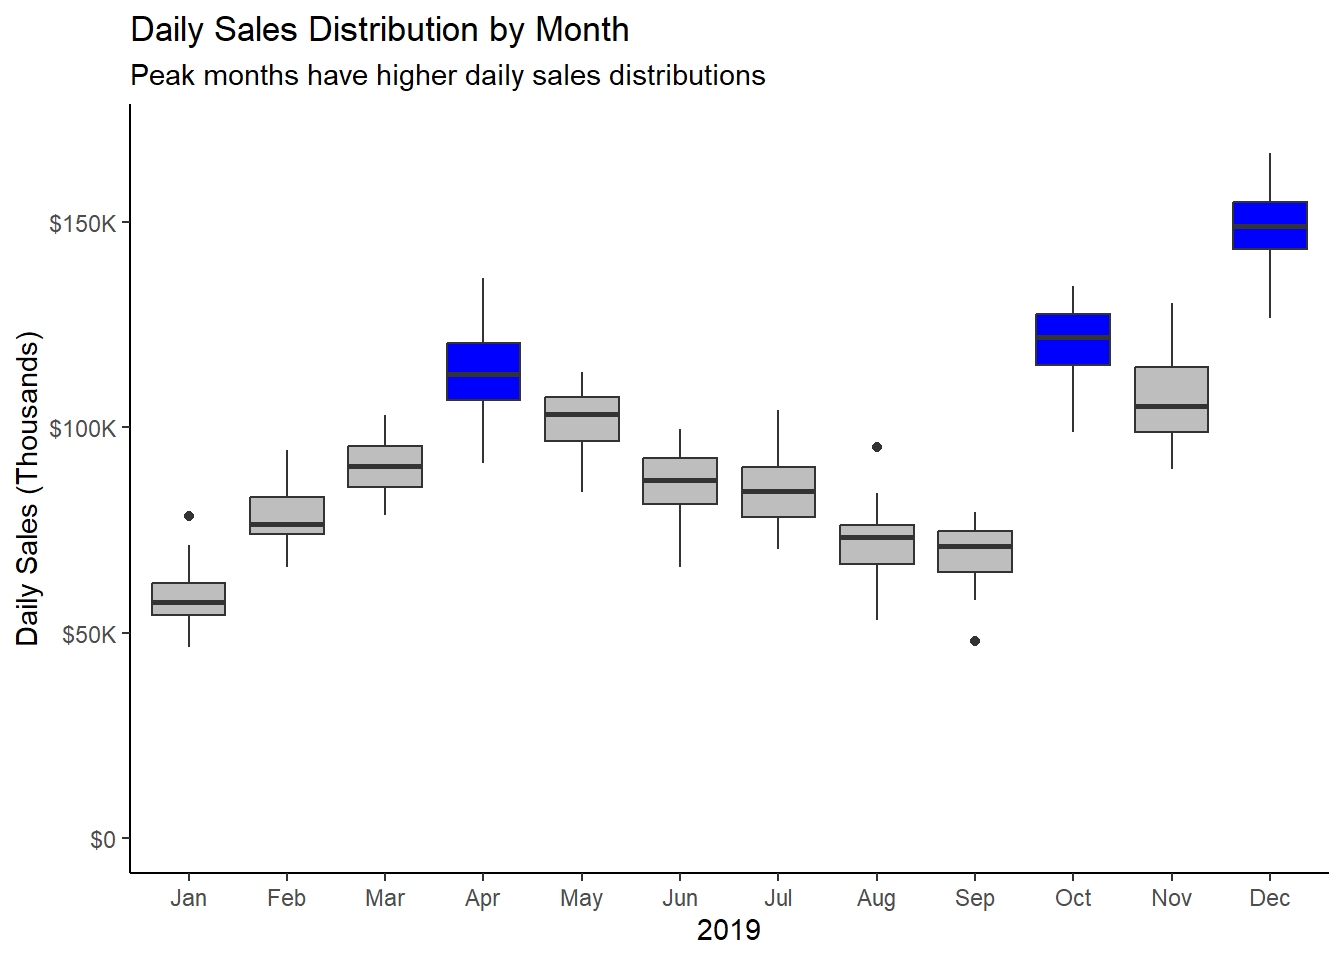 Daily Sales Distribution by Month
Peak months have higher daily sales distributions
Daily Sales (Thousands)
$150K
$100K
$50K
$0
Jan Feb Mar Apr May Jun Jul Aug Sep Oct Nov Dec
2019